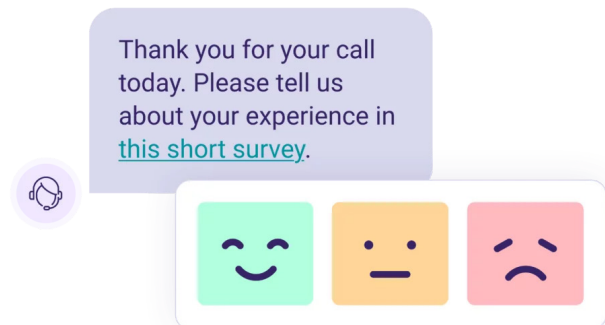 Thank you for your call
today. Please tell us
about your experience in
this short survey.